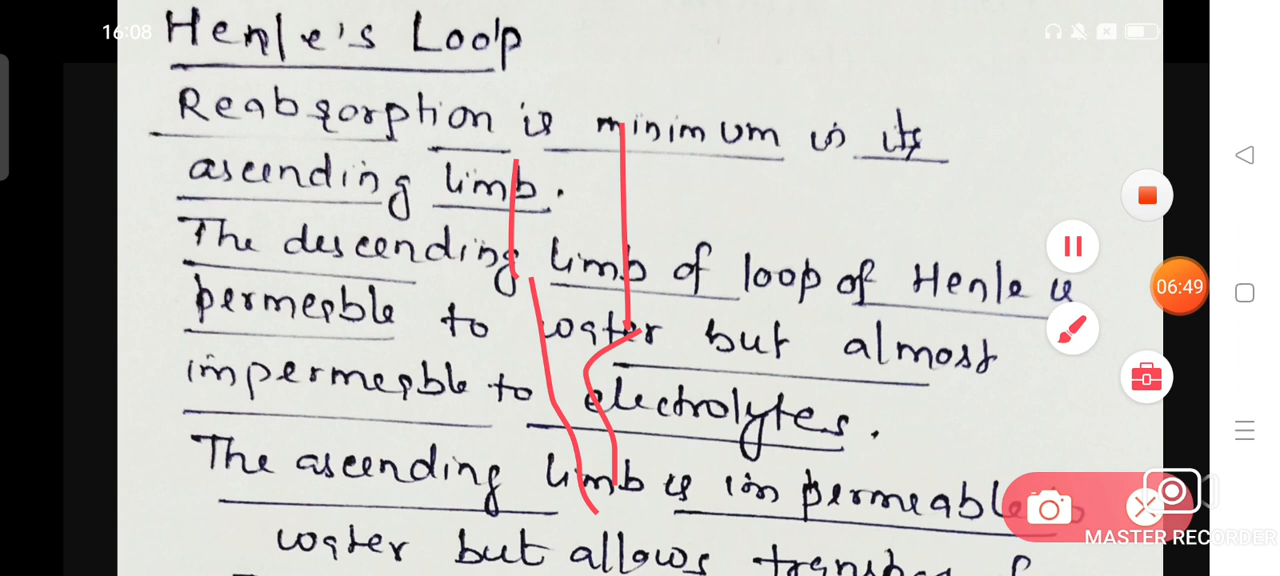 16:08
Henle's Loop
Reabsorption is minimum in its
ascending limb.
The descending limb of loop of Henle is
permeable to water but almost
impermeable to electrolytes.
The ascending limb is impermeable to
water but allows
06:49
MASTER RECORDER